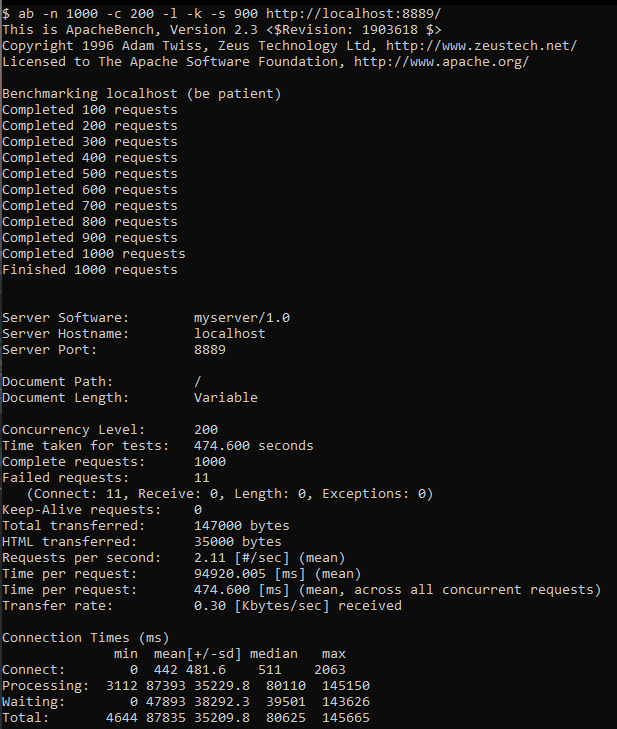 $ ab -n 1000 -c 200 -l -k -s 900 http://localhost:8889/
This is ApacheBench, Version 2.3 <$Revision: 1903618 $>
Copyright 1996 Adam Twiss, Zeus Technology Ltd, http://www.zeustech.net/
Licensed to The Apache Software Foundation, http://www.apache.org/

Benchmarking localhost (be patient)
Completed 100 requests
Completed 200 requests
Completed 300 requests
Completed 400 requests
Completed 500 requests
Completed 600 requests
Completed 700 requests
Completed 800 requests
Completed 900 requests
Completed 1000 requests
Finished 1000 requests


Server Software:        myserver/1.0
Server Hostname:        localhost
Server Port:            8889

Document Path:          /
Document Length:        Variable

Concurrency Level:      200
Time taken for tests:   474.600 seconds
Complete requests:      1000
Failed requests:        11
   (Connect: 11, Receive: 0, Length: 0, Exceptions: 0)
Keep-Alive requests:    0
Total transferred:      147000 bytes
HTML transferred:       35000 bytes
Requests per second:    2.11 [#/sec] (mean)
Time per request:       94920.005 [ms] (mean)
Time per request:       474.600 [ms] (mean, across all concurrent requests)
Transfer rate:          0.30 [Kbytes/sec] received

Connection Times (ms)
              min  mean[+/-sd] median   max
Connect:        0  442 481.6    511    2063
Processing:  3112 87393 35229.8  80110  145150
Waiting:        0 47893 38292.3  39501  143626
Total:       4644 87835 35209.8  80625  145665